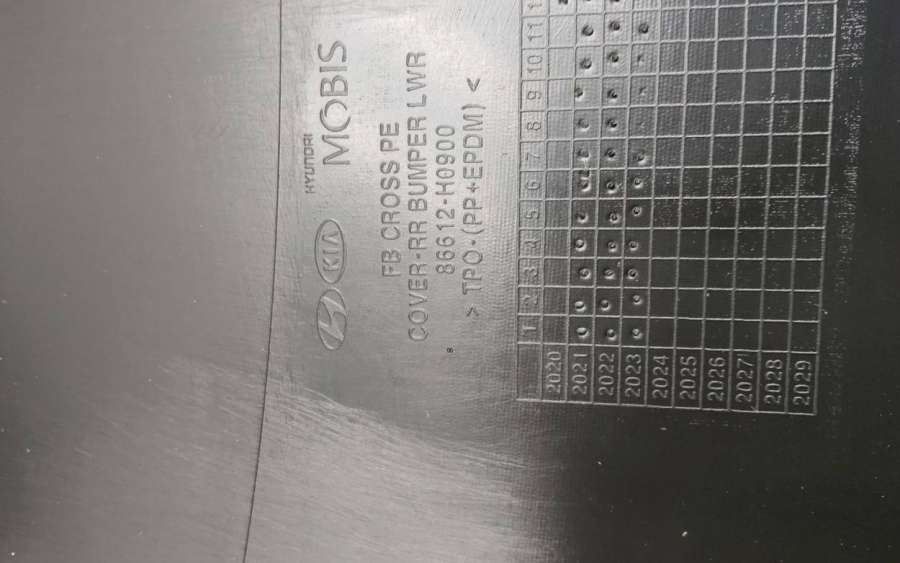 HYUNDAI
MOBIS
KIA
FB CROSS PE
COVER-RR BUMPER LWR
86612-H0900
> TPO-(PP+EPDM) <
1 2 3 4 5 6 7 8 9 10 11
2020
2021
2022
2023
2024
2025
2026
2027
2028
2029